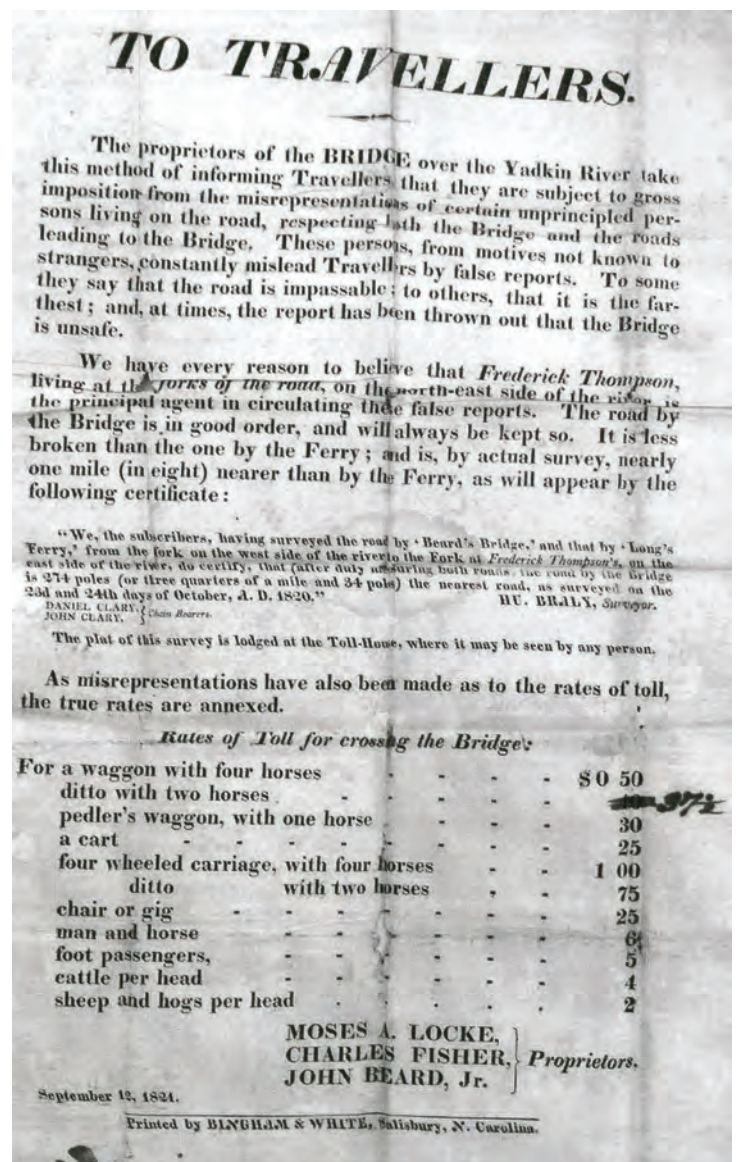 TO TRAVELLERS.
The proprietors of the BRIDGE over the Yadkin River take
this method of informing Travellers that they are subject to gross
imposition from the misrepresentations of certain unprincipled per-
sons living on the road, respecting both the Bridge and the roads
leading to the Bridge. These persons, from motives not known to
strangers, constantly mislead Travellers by false reports. To some
they say that the road is impassable; to others, that it is the far-
thest; and, at times, the report has been thrown out that the Bridge
is unsafe.
We have every reason to believe that Frederick Thompson,
living at the forks of the road, on the north-east side of the river is
the principal agent in circulating these false reports. The road by
the Bridge is in good order, and will always be kept so. It is less
broken than the one by the Ferry; and is, by actual survey, nearly
one mile (in eight) nearer than by the Ferry, as will appear by the
following certificate:
"We, the subscribers, having surveyed the road by 'Beard's Bridge,' and that by 'Long's
Ferry,' from the fork on the west side of the river to the Fork at Frederick Thompson's, on the
east side of the river, do certify, that (after duly measuring both roads) the road by the Bridge
is 274 poles (or three quarters of a mile and 34 poles) the nearest road, as surveyed on the
23d and 24th days of October, A. D. 1820."
HU. BRALY, Surveyor.
DANIEL CLARY,
JOHN CLARY, } Chain Bearers.
The plat of this survey is lodged at the Toll-House, where it may be seen by any person.
As misrepresentations have also been made as to the rates of toll,
the true rates are annexed.
Rates of Toll for crossing the Bridge:
For a waggon with four horses - - - - $0 50
ditto with two horses - - - - - 37½
pedler's waggon, with one horse - - - - 30
a cart - - - - - - - 25
four wheeled carriage, with four horses - - 1 00
ditto with two horses - - 75
chair or gig - - - - - - - 25
man and horse - - - - - 6
foot passengers, - - - - - 5
cattle per head - - - - - 4
sheep and hogs per head - - - - - 2
MOSES A. LOCKE,
CHARLES FISHER, } Proprietors.
JOHN BEARD, Jr.
September 12, 1821.
Printed by BINGHAM & WHITE, Salisbury, N. Carolina.